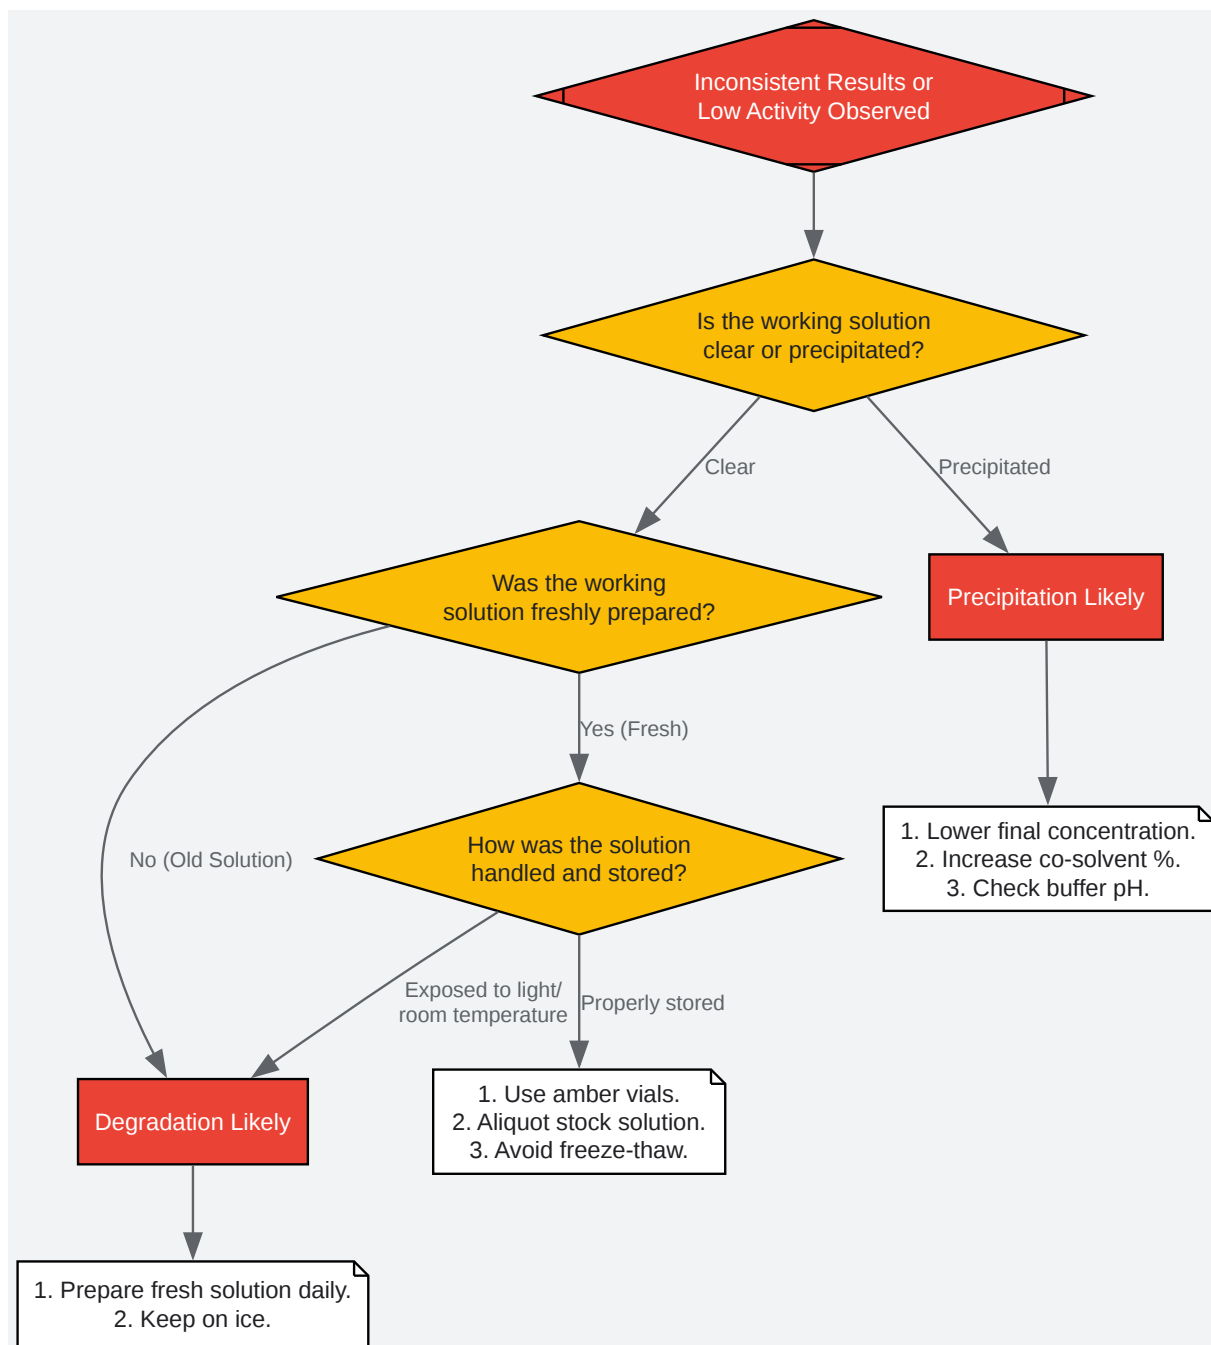 Inconsistent Results or
Low Activity Observed
Is the working solution
clear or precipitated?
Clear
Precipitated
Was the working
solution freshly prepared?
Precipitation Likely
Yes (Fresh)
No (Old Solution)
How was the solution
handled and stored?
1. Lower final concentration.
2. Increase co-solvent %.
3. Check buffer pH.
Exposed to light/
room temperature
Properly stored
Degradation Likely
1. Use amber vials.
2. Aliquot stock solution.
3. Avoid freeze-thaw.
1. Prepare fresh solution daily.
2. Keep on ice.